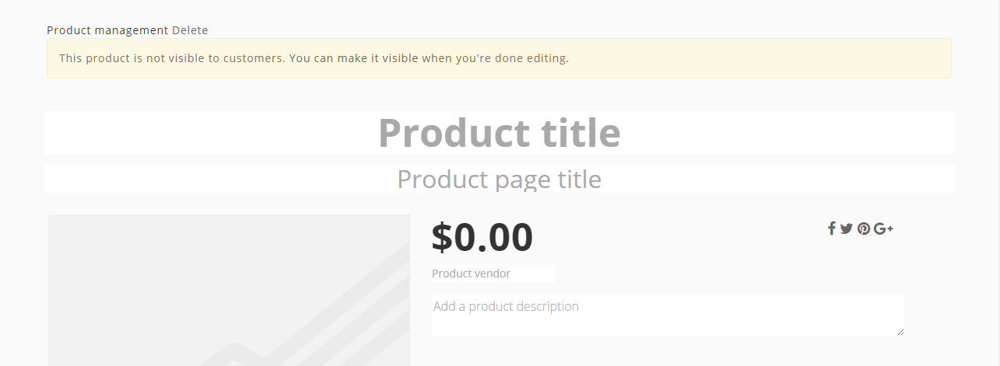 Product management Delete
This product is not visible to customers. You can make it visible when you're done editing.
Product title
Product page title
$0.00
Product vendor
Add a product description